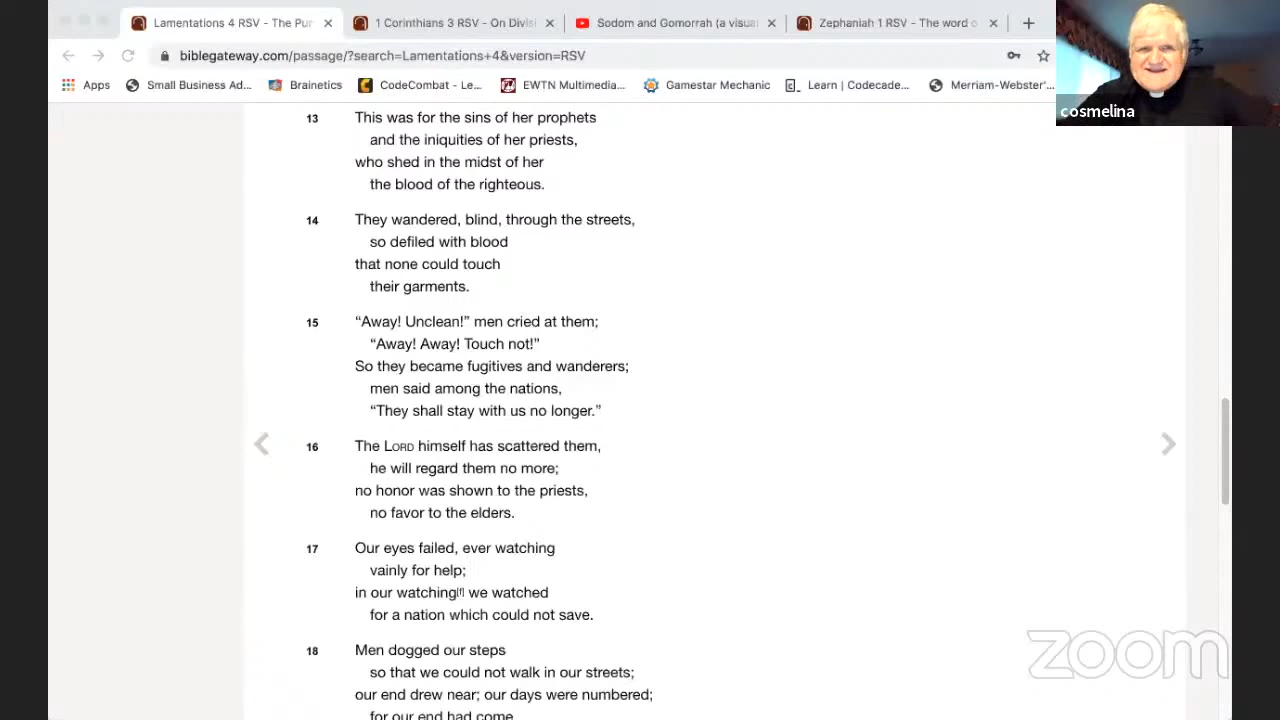 Lamentations 4 RSV - The Pun
1 Corinthians 3 RSV - On Divisi
Sodom and Gomorrah (a visua
Zephaniah 1 RSV - The word o
biblegateway.com/passage/?search=Lamentations+4&version=RSV
Apps
Small Business Ad...
Brainetics
CodeCombat - Le...
EWTN Multimedia...
Gamestar Mechanic
Learn | Codecade...
Merriam-Webster'...
cosmelina
13 This was for the sins of her prophets
and the iniquities of her priests,
who shed in the midst of her
the blood of the righteous.
14 They wandered, blind, through the streets,
so defiled with blood
that none could touch
their garments.
15 “Away! Unclean!” men cried at them;
“Away! Away! Touch not!”
So they became fugitives and wanderers;
men said among the nations,
“They shall stay with us no longer.”
16 The LORD himself has scattered them,
he will regard them no more;
no honor was shown to the priests,
no favor to the elders.
17 Our eyes failed, ever watching
vainly for help;
in our watching[f] we watched
for a nation which could not save.
18 Men dogged our steps
so that we could not walk in our streets;
our end drew near; our days were numbered;
for our end had come
zoom